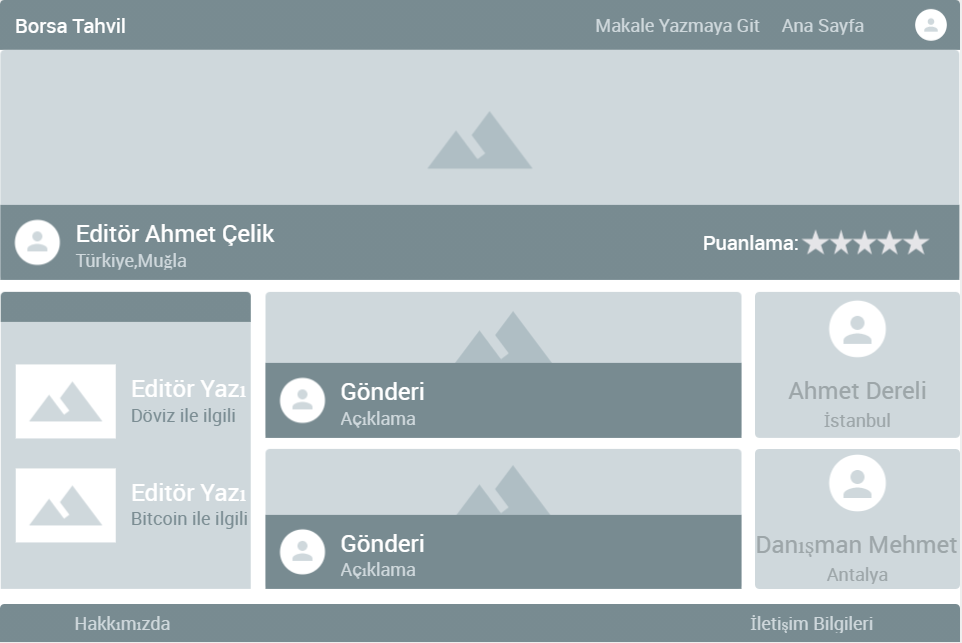 Borsa Tahvil
Makale Yazmaya Git
Ana Sayfa
Editör Ahmet Çelik
Türkiye,Muğla
Puanlama:
Editör Yazı
Döviz ile ilgili
Editör Yazı
Bitcoin ile ilgili
Gönderi
Açıklama
Gönderi
Açıklama
Ahmet Dereli
İstanbul
Danışman Mehmet
Antalya
Hakkımızda
İletişim Bilgileri